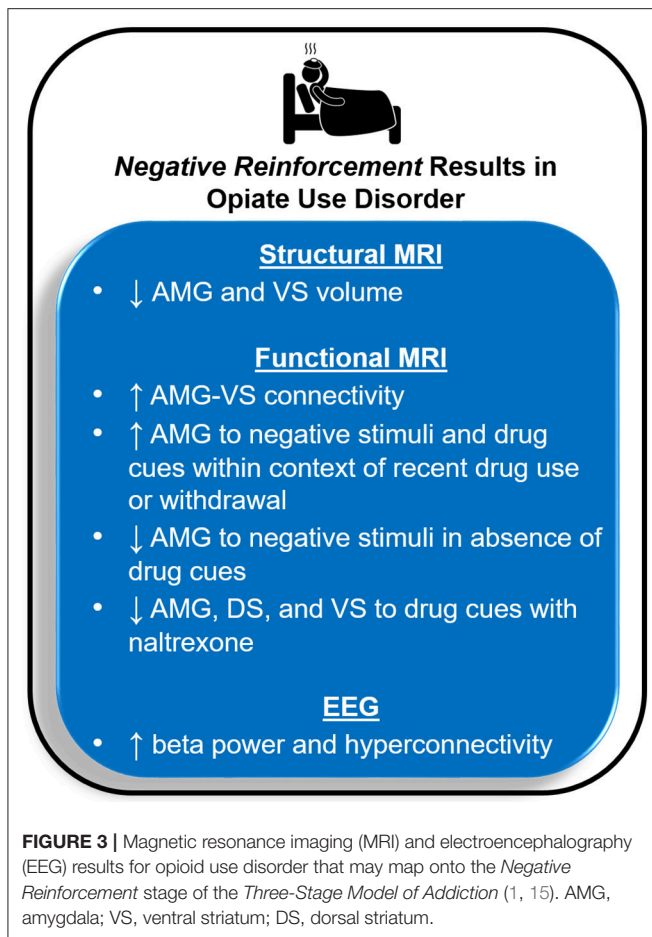 Negative Reinforcement Results in
Opiate Use Disorder
Structural MRI
• ↓ AMG and VS volume
Functional MRI
• ↑ AMG-VS connectivity
• ↑ AMG to negative stimuli and drug
cues within context of recent drug use
or withdrawal
• ↓ AMG to negative stimuli in absence of
drug cues
• ↓ AMG, DS, and VS to drug cues with
naltrexone
EEG
• ↑ beta power and hyperconnectivity
FIGURE 3 | Magnetic resonance imaging (MRI) and electroencephalography
(EEG) results for opioid use disorder that may map onto the Negative
Reinforcement stage of the Three-Stage Model of Addiction (1, 15). AMG,
amygdala; VS, ventral striatum; DS, dorsal striatum.